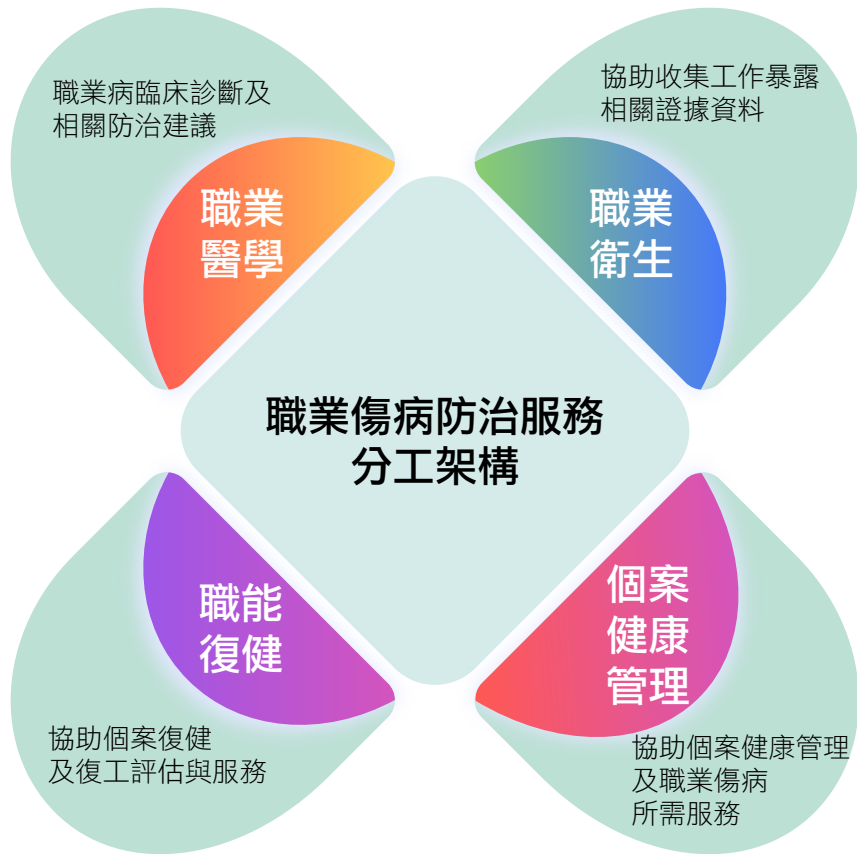 職業病臨床診斷及
相關防治建議
職業
醫學
協助收集工作暴露
相關證據資料
職業
衛生
職業傷病防治服務
分工架構
職能
復健
協助個案復健
及復工評估與服務
個案
健康
管理
協助個案健康管理
及職業傷病
所需服務